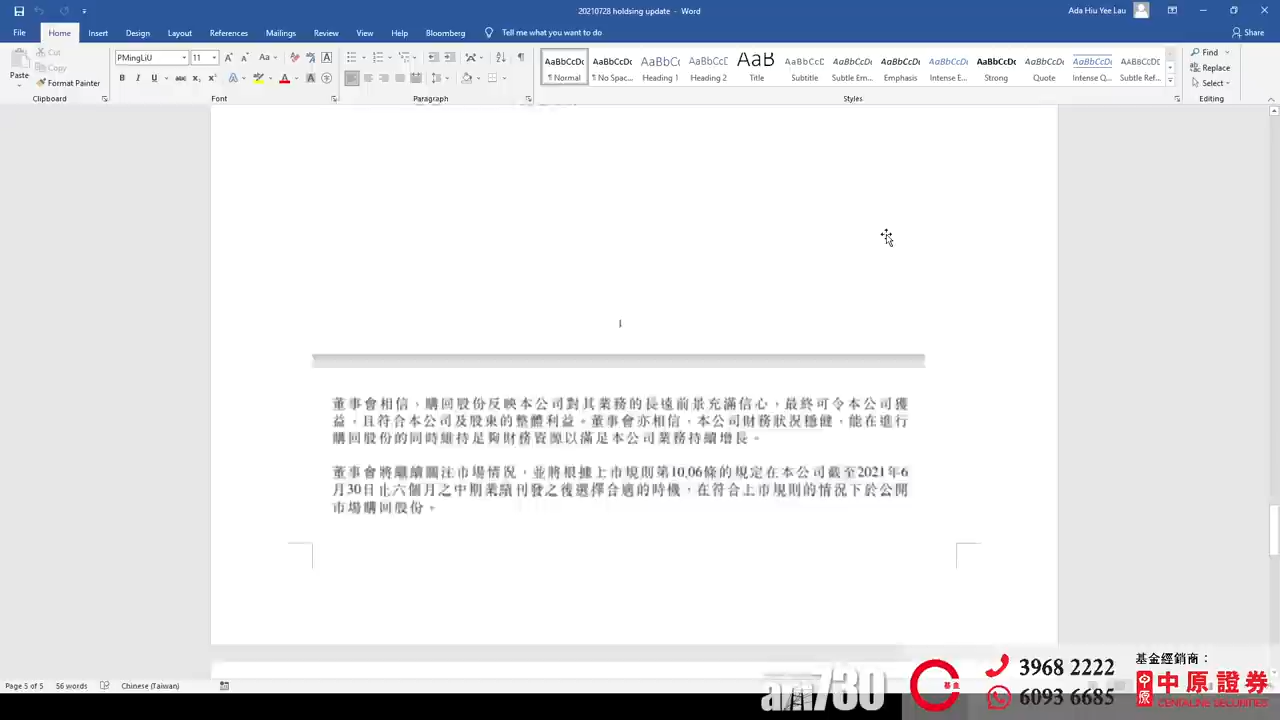 20210728 holding update - Word
Ada Hiu Yee Lau
File Home Insert Design Layout References Mailings Review View Help Bloomberg Tell me what you want to do Share
Paste Cut Copy Format Painter
PMingLiU 11
AaBbCcDc AaBbCcDc AaBbCc AaBbCcC AaB AaBbCcC AaBbCcDc AaBbCcDc AaBbCcDc AaBbCcDc AaBbCcDc AaBbCcDc AABBCCDC
¶ Normal ¶ No Spac... Heading 1 Heading 2 Title Subtitle Subtle Em... Emphasis Intense E... Strong Quote Intense Q... Subtle Ref...
Find Replace Select
Clipboard Font Paragraph Styles Editing
董事會相信，購回股份反映本公司對其業務的長遠前景充滿信心，最終可令本公司獲
益，且符合本公司及股東的整體利益。董事會亦相信，本公司財務狀況穩健，能在進行
購回股份的同時維持足夠財務資源以滿足本公司業務持續增長。
董事會將繼續關注市場情況，並將根據上市規則第10.06條的規定在本公司截至2021年6
月30日止六個月之中期業績刊發之後選擇合適的時機，在符合上市規則的情況下於公開
市場購回股份。
Page 5 of 5 56 words Chinese (Taiwan)
am730
基金
3968 2222
6093 6685
基金經銷商：
中原證券
CENTALINE SECURITIES